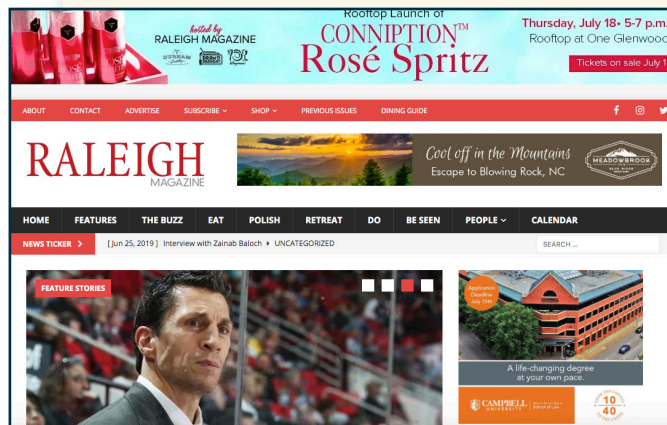 hosted by
RALEIGH MAGAZINE
Rooftop Launch of
CONNIPTION™
Rosé Spritz
Thursday, July 18 • 5-7 p.m.
Rooftop at One Glenwood
Tickets on sale July 1
ABOUT CONTACT ADVERTISE SUBSCRIBE SHOP PREVIOUS ISSUES DINING GUIDE
RALEIGH
MAGAZINE
Cool off in the Mountains
Escape to Blowing Rock, NC
MEADOWBROOK
INN
HOME FEATURES THE BUZZ EAT POLISH RETREAT DO BE SEEN PEOPLE CALENDAR
NEWS TICKER [ Jun 25, 2019 ] Interview with Zainab Baloch UNCATEGORIZED SEARCH ...
FEATURE STORIES
Application
Deadline
July 15th
A life-changing degree
at your own pace.
CAMPBELL
UNIVERSITY
School of Law
10
40